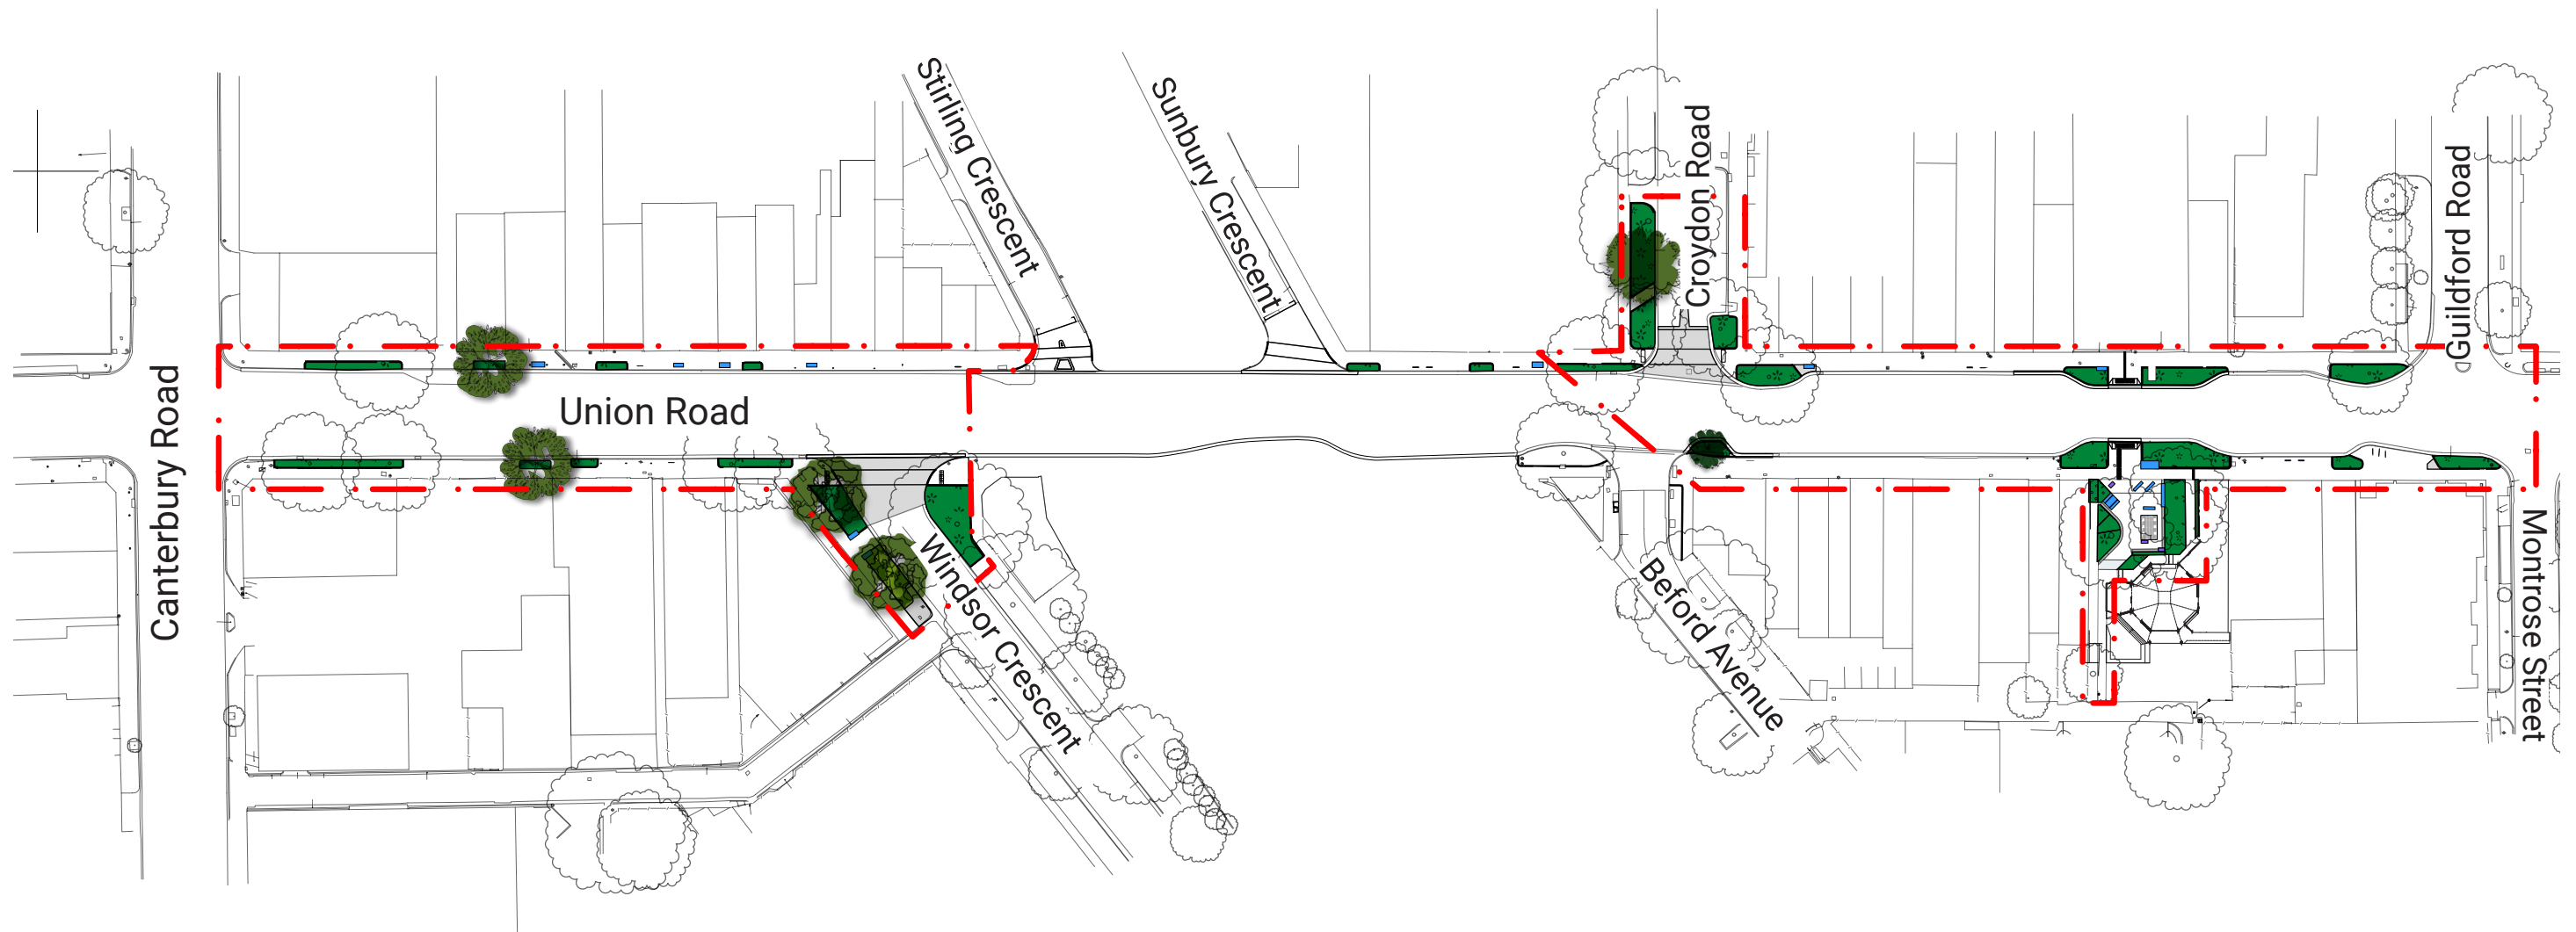 Stirling Crescent
Sunbury Crescent
Croydon Road
Guildford Road
Canterbury Road
Union Road
Windsor Crescent
Beford Avenue
Montrose Street